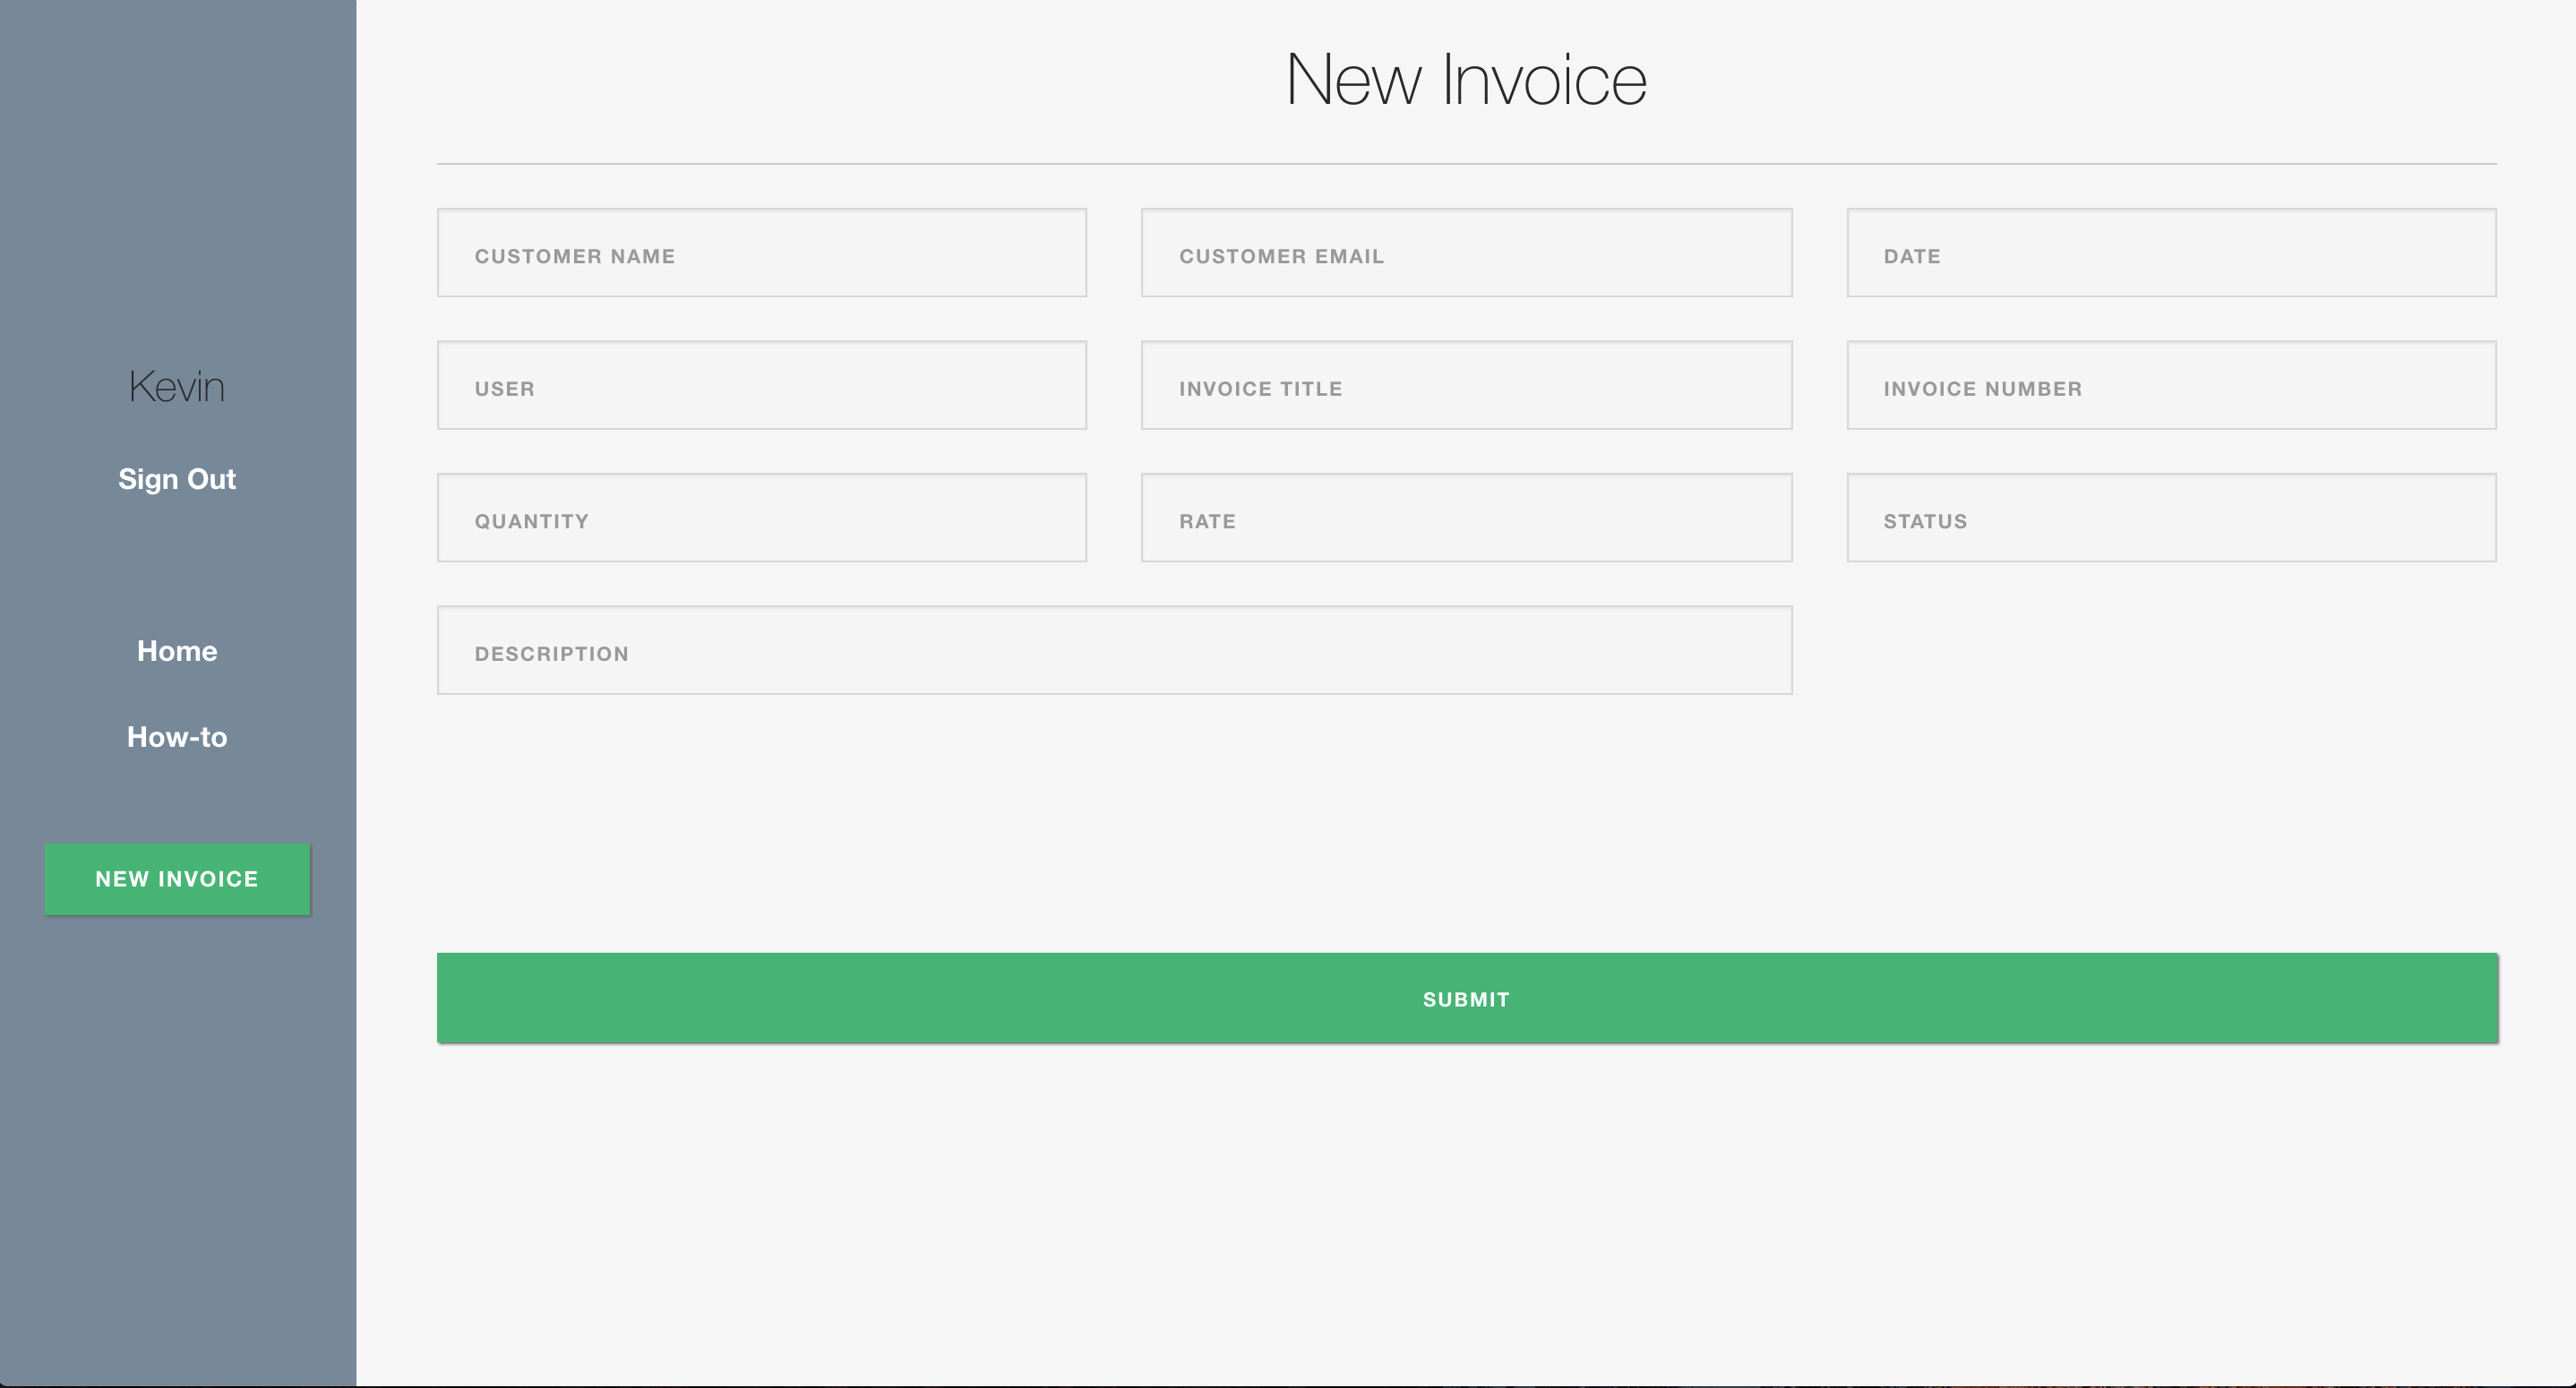 Kevin
Sign Out
Home
How-to
NEW INVOICE
New Invoice
CUSTOMER NAME
CUSTOMER EMAIL
DATE
USER
INVOICE TITLE
INVOICE NUMBER
QUANTITY
RATE
STATUS
DESCRIPTION
SUBMIT